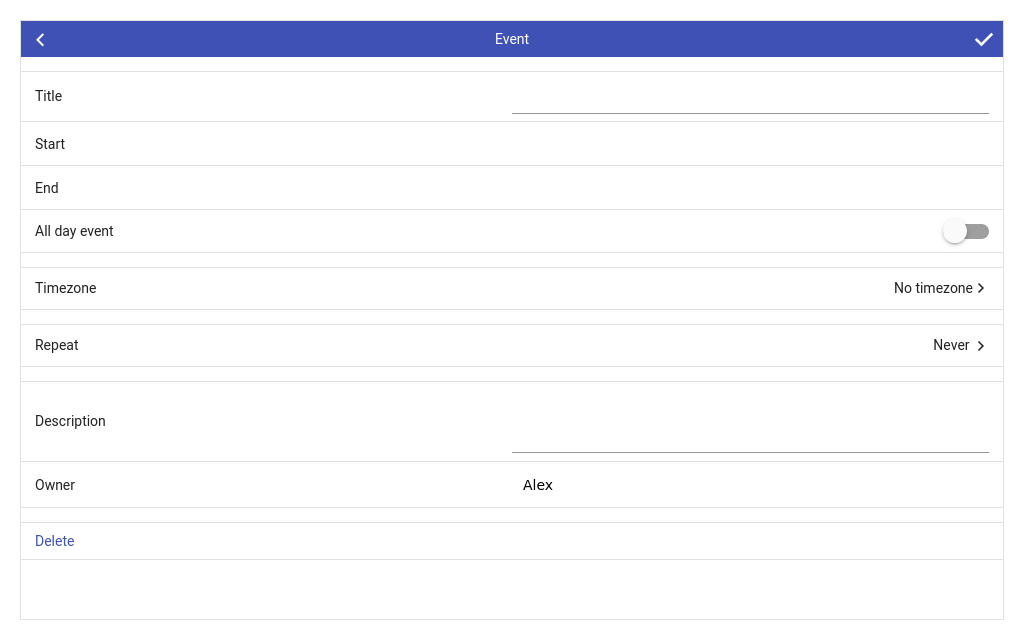 Event
Title
Start
End
All day event
Timezone No timezone
Repeat Never
Description
Owner Alex
Delete